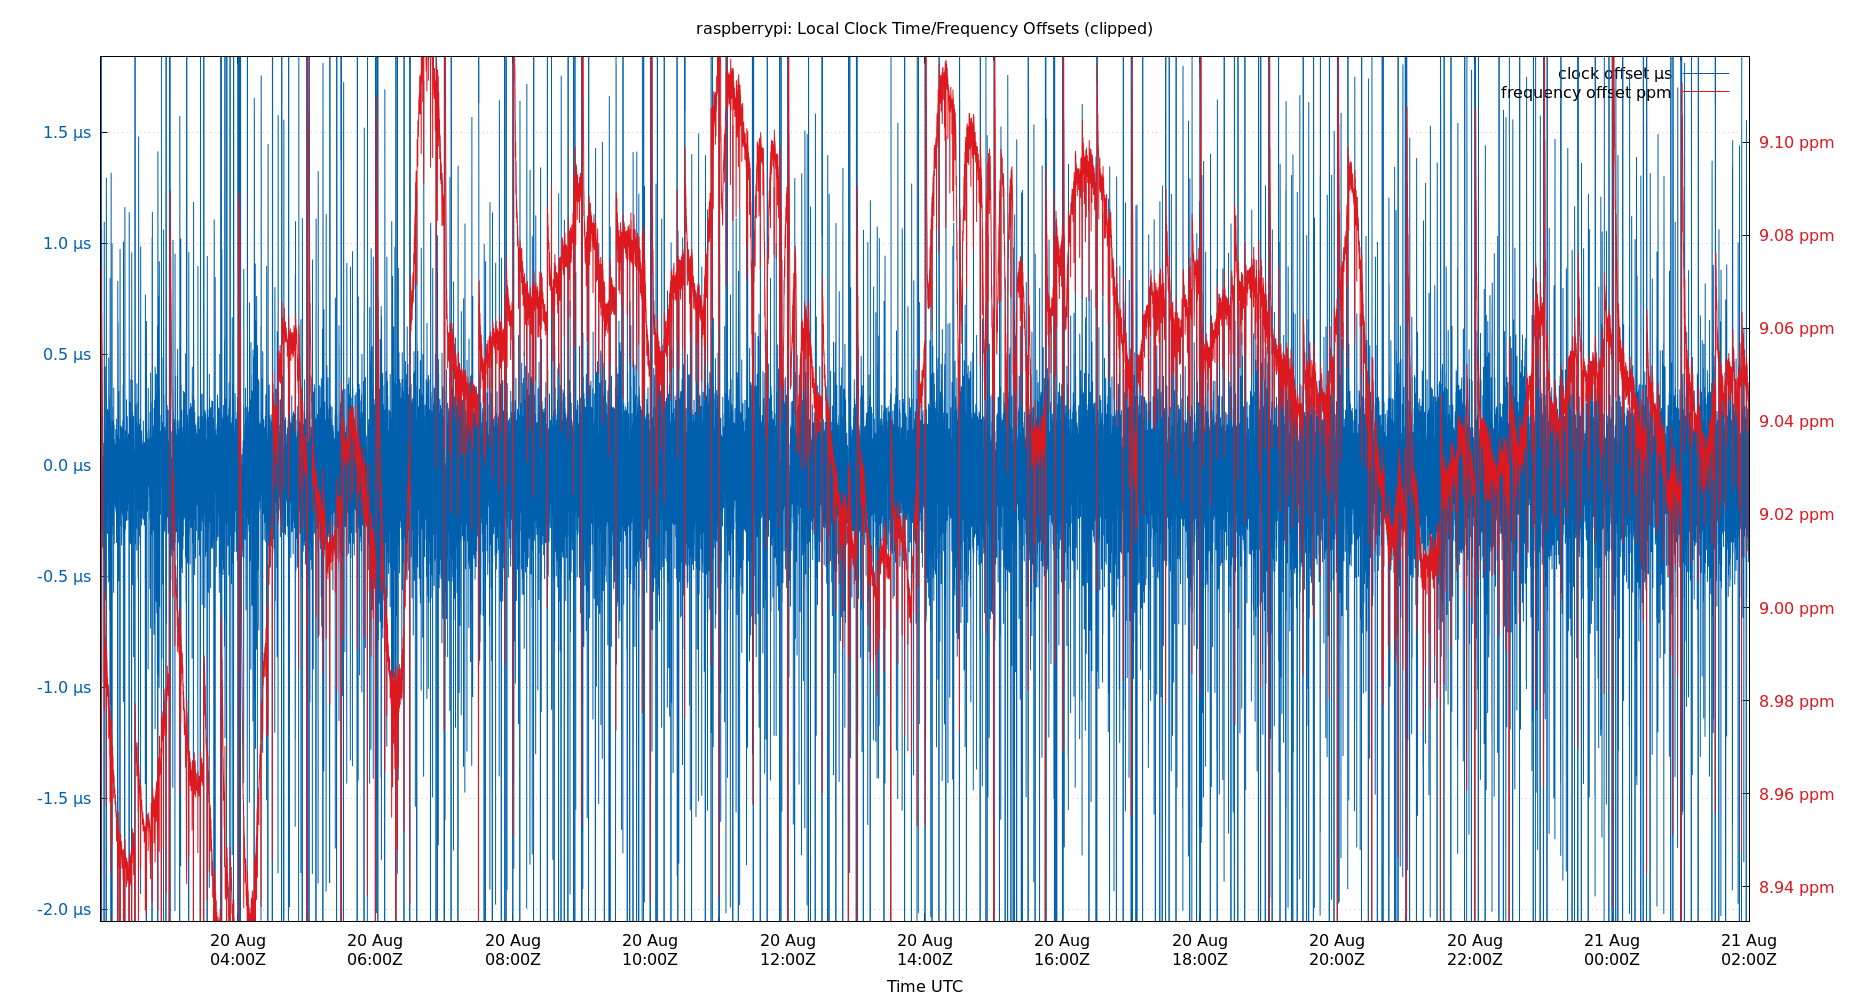 raspberrypi: Local Clock Time/Frequency Offsets (clipped)
clock offset µs
frequency offset ppm
1.5 µs
1.0 µs
0.5 µs
0.0 µs
-0.5 µs
-1.0 µs
-1.5 µs
-2.0 µs
9.10 ppm
9.08 ppm
9.06 ppm
9.04 ppm
9.02 ppm
9.00 ppm
8.98 ppm
8.96 ppm
8.94 ppm
20 Aug 20 Aug 20 Aug 20 Aug 20 Aug 20 Aug 20 Aug 20 Aug 20 Aug 20 Aug 21 Aug 21 Aug
04:00Z 06:00Z 08:00Z 10:00Z 12:00Z 14:00Z 16:00Z 18:00Z 20:00Z 22:00Z 00:00Z 02:00Z
Time UTC